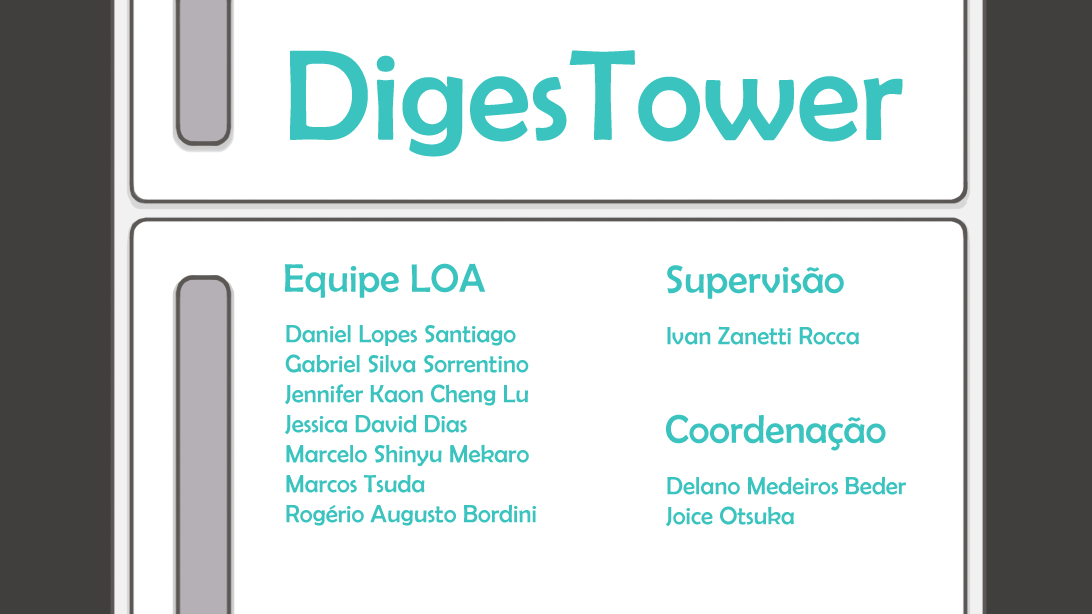 DigesTower
Equipe LOA
Daniel Lopes Santiago
Gabriel Silva Sorrentino
Jennifer Kaon Cheng Lu
Jessica David Dias
Marcelo Shinyu Mekaro
Marcos Tsuda
Rogério Augusto Bordini
Supervisão
Ivan Zanetti Rocca
Coordenação
Delano Medeiros Beder
Joice Otsuka